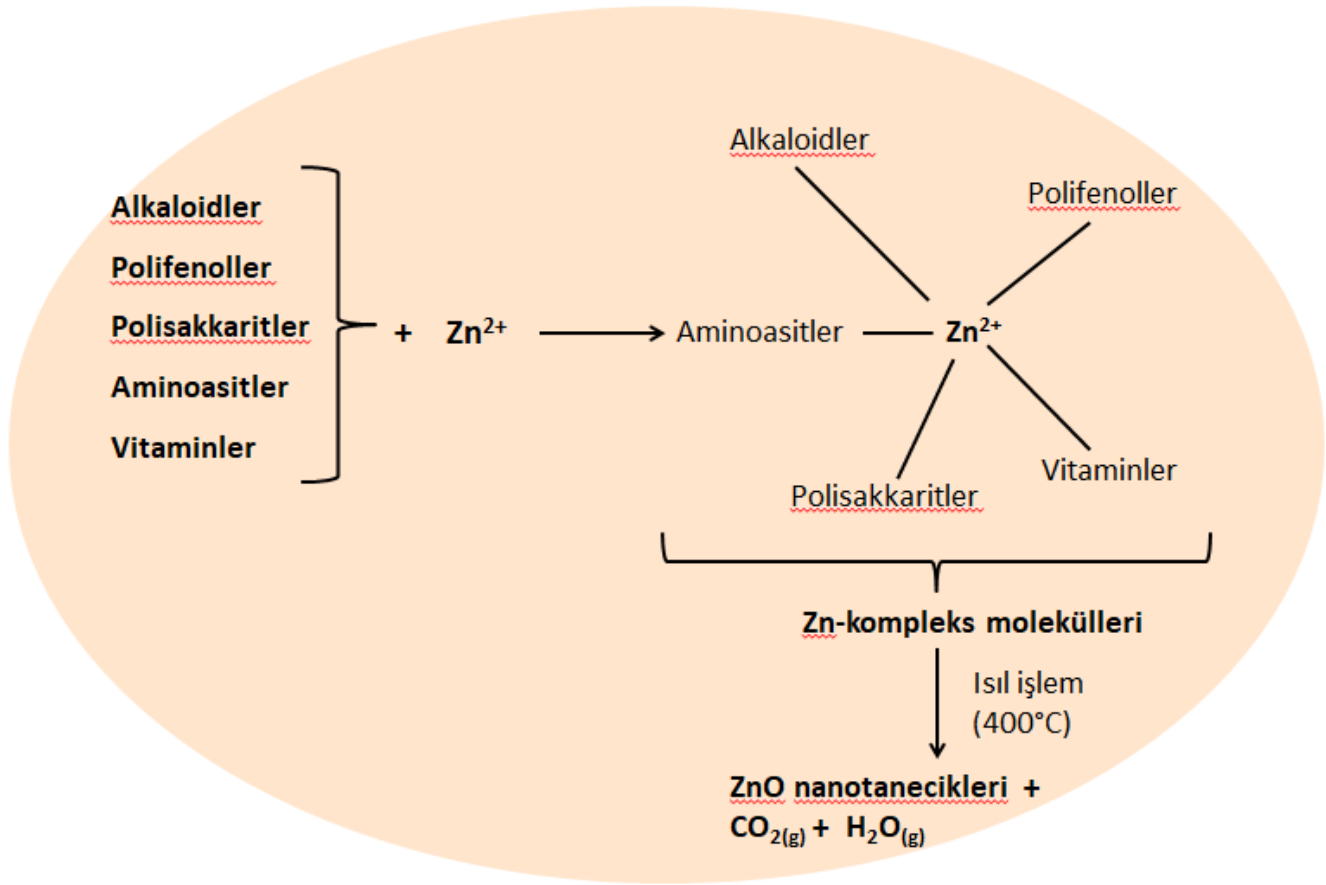 Alkaloidler
Polifenoller
Polisakkaritler
Aminoasitler
Vitaminler
+ Zn²⁺
Alkaloidler
Polifenoller
Aminoasitler
Zn²⁺
Polisakkaritler
Vitaminler
Zn-kompleks molekülleri
Isıl işlem
(400°C)
ZnO nanotanecikleri +
CO₂(g) + H₂O(g)